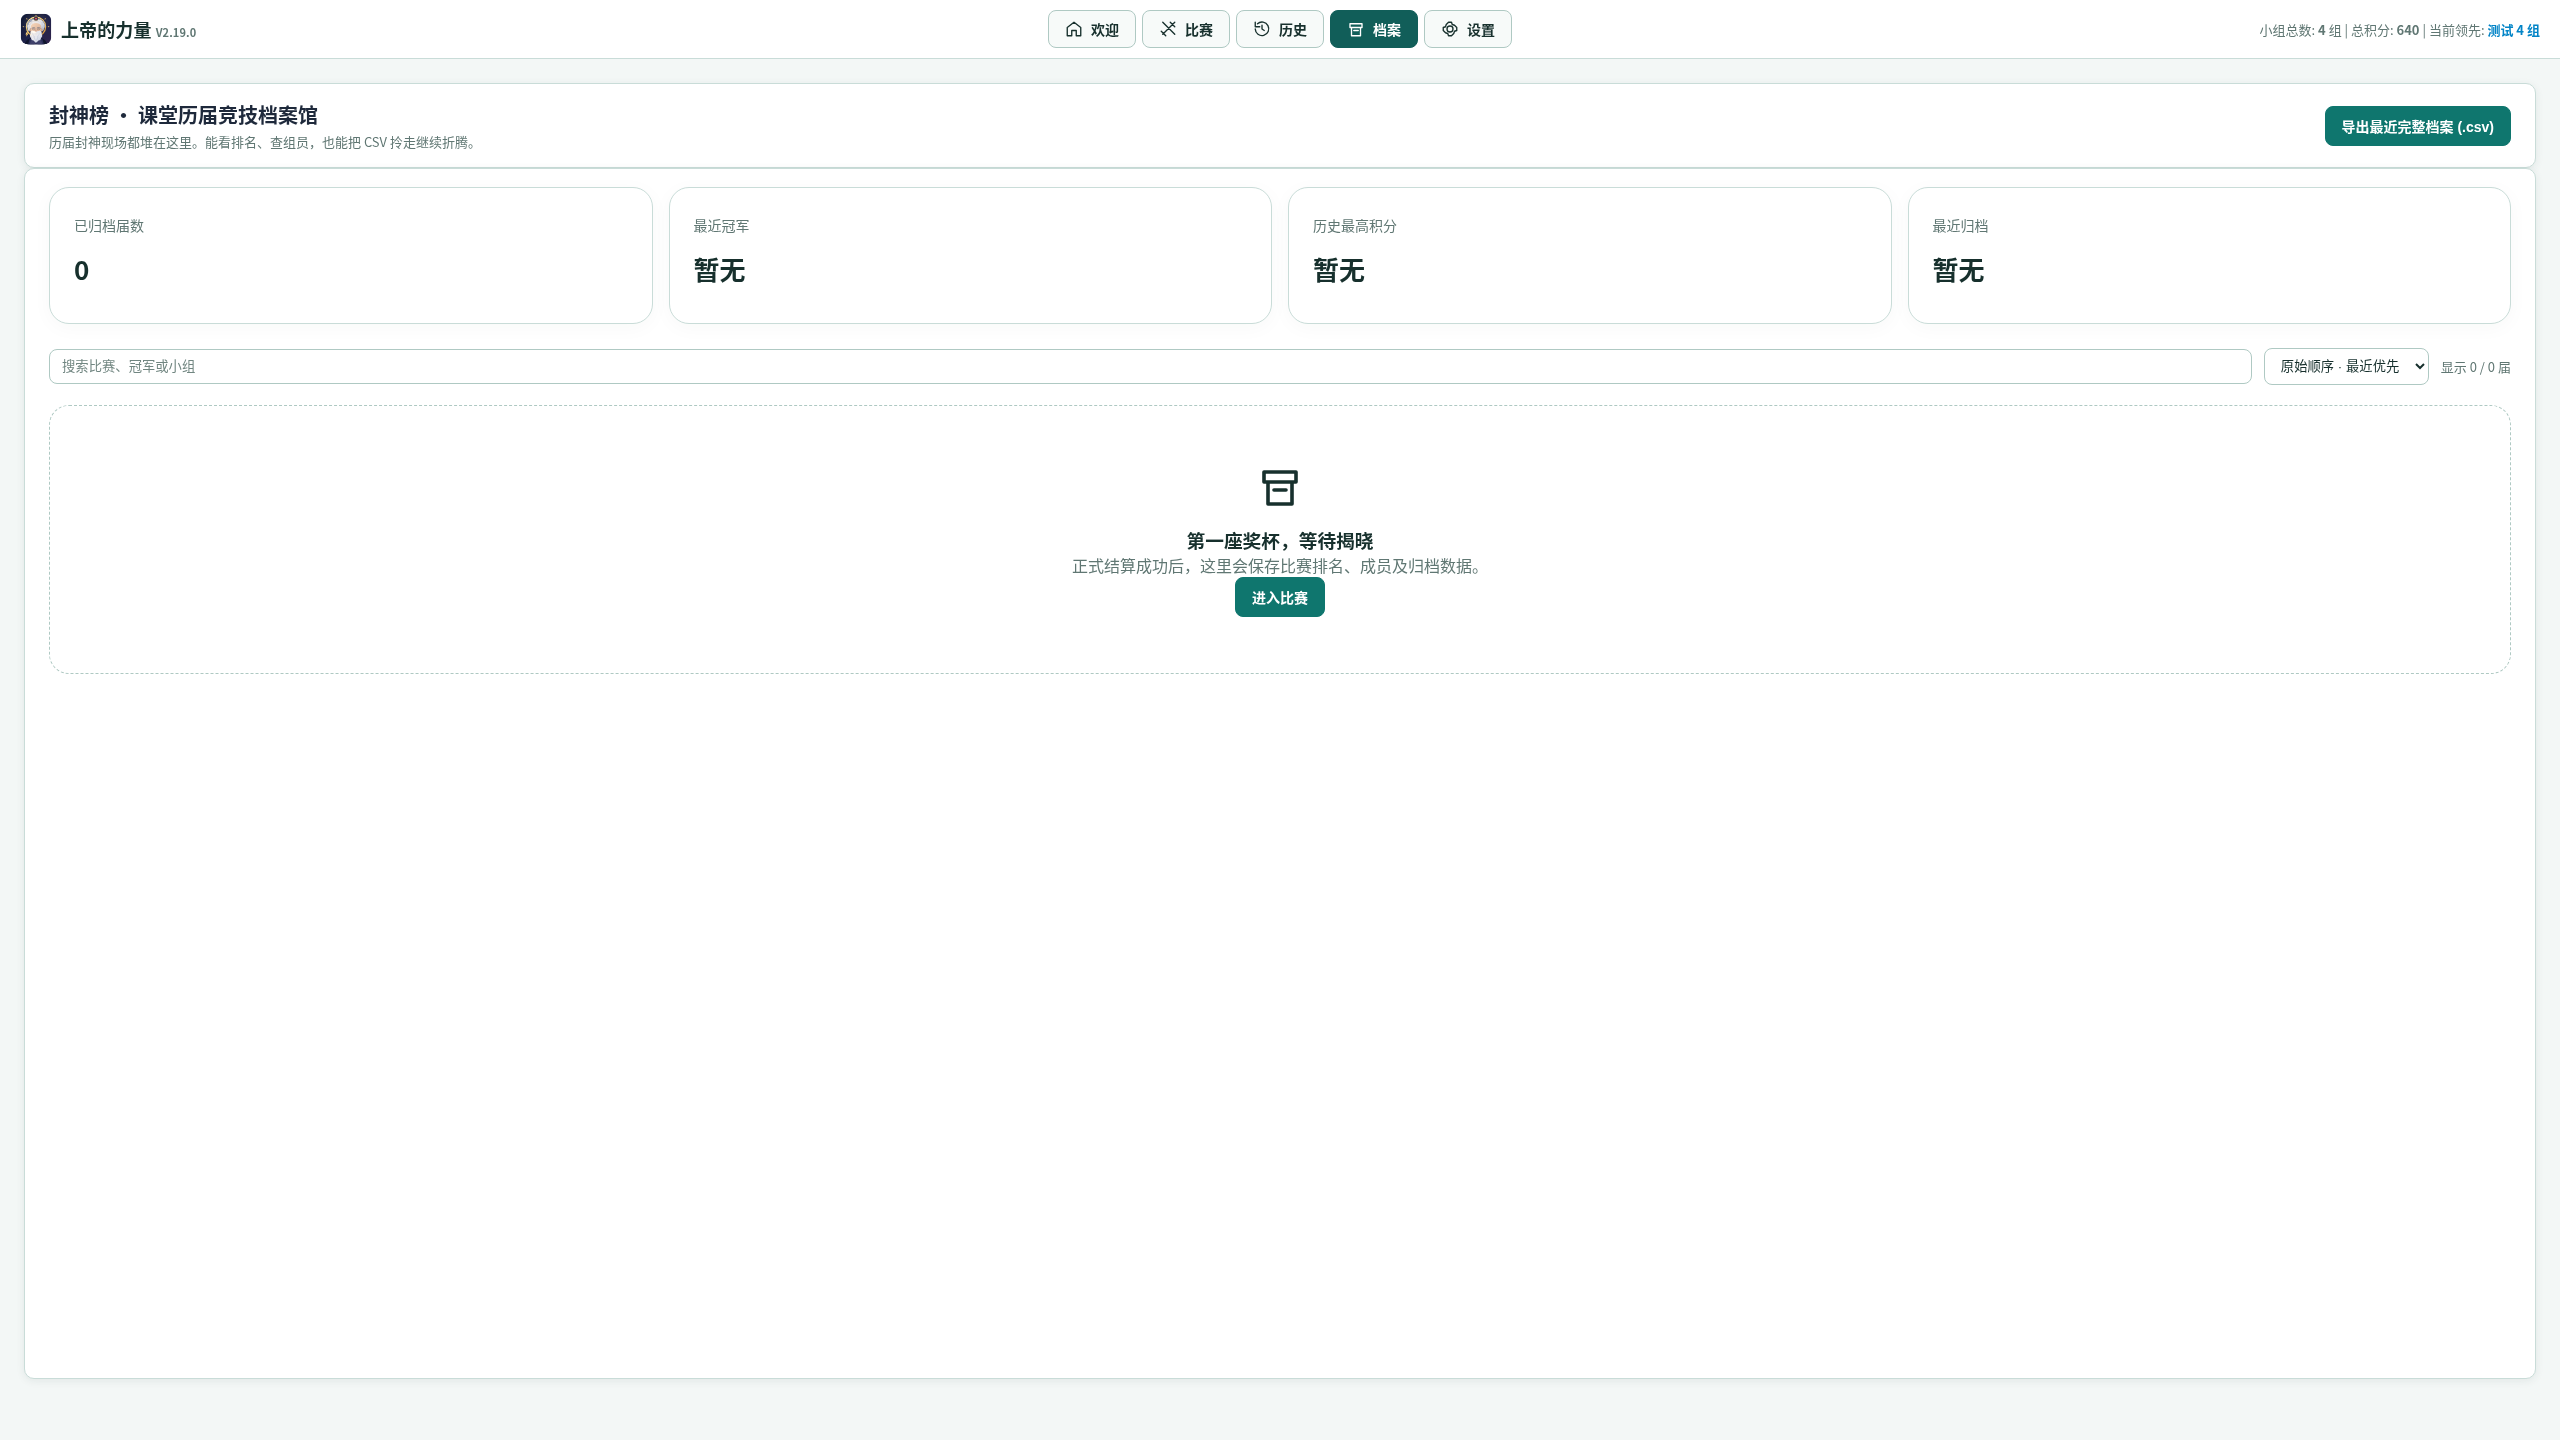 上帝的力量 V2.19.0
欢迎
比赛
历史
档案
设置
小组总数: 4 组 | 总积分: 640 | 当前领先: 测试 4 组
封神榜 · 课堂历届竞技档案馆
历届封神现场都堆在这里。能看排名、查组员，也能把 CSV 拎走继续折腾。
导出最近完整档案 (.csv)
已归档届数
0
最近冠军
暂无
历史最高积分
暂无
最近归档
暂无
搜索比赛、冠军或小组
原始顺序 · 最近优先
显示 0 / 0 届
第一座奖杯，等待揭晓
正式结算成功后，这里会保存比赛排名、成员及归档数据。
进入比赛